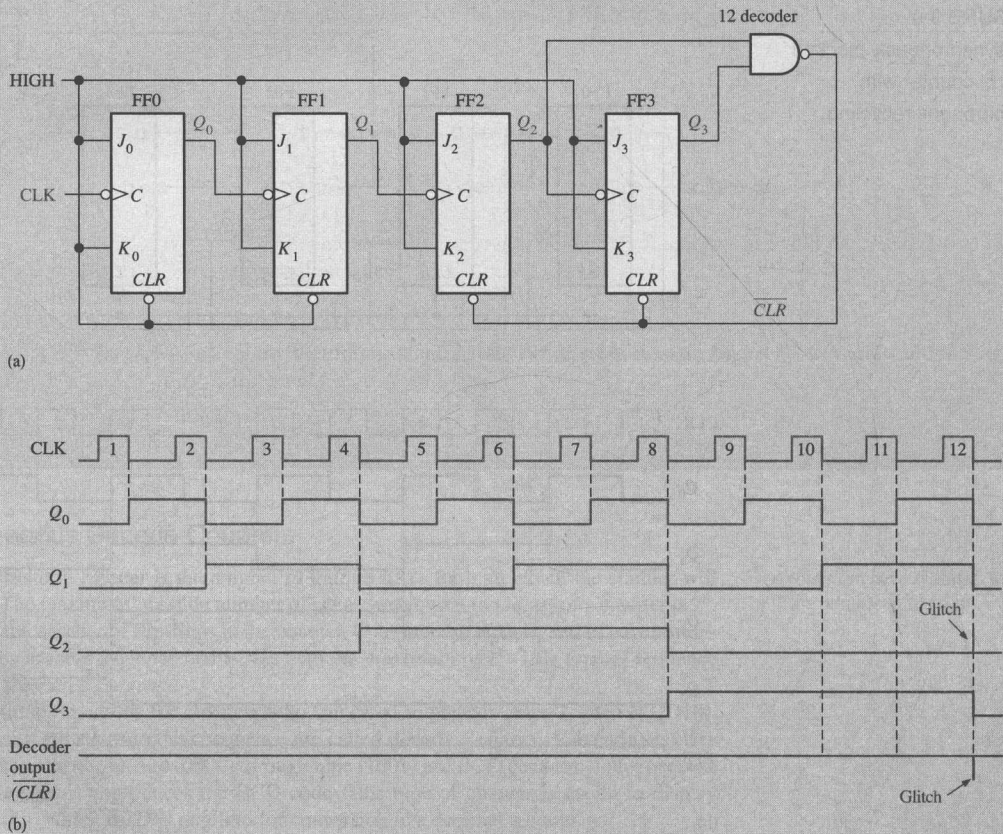 12 decoder
HIGH
FF0 FF1 FF2 FF3
Q0 Q1 Q2 Q3
J0 J1 J2 J3
CLK C C C C
K0 K1 K2 K3
CLR CLR CLR CLR
CLR
(a)
CLK 1 2 3 4 5 6 7 8 9 10 11 12
Q0
Q1
Glitch
Q2
Q3
Decoder
output
(CLR)
Glitch
(b)